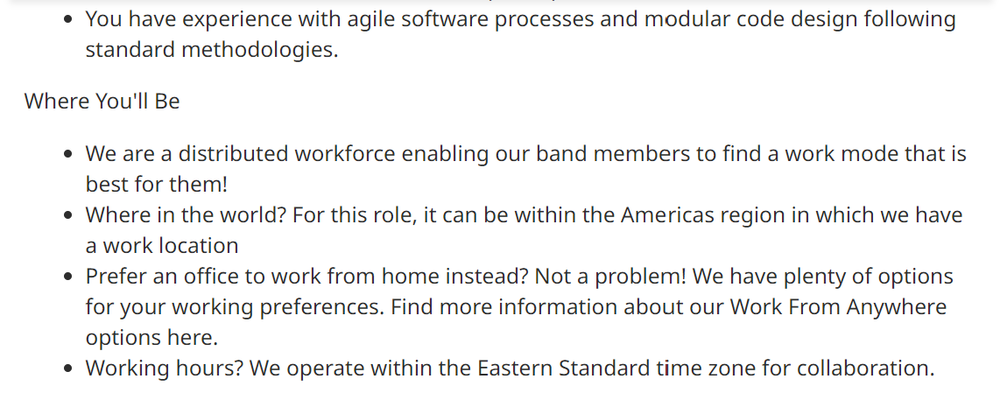 You have experience with agile software processes and modular code design following
standard methodologies.
Where You'll Be
We are a distributed workforce enabling our band members to find a work mode that is
best for them!
Where in the world? For this role, it can be within the Americas region in which we have
a work location
Prefer an office to work from home instead? Not a problem! We have plenty of options
for your working preferences. Find more information about our Work From Anywhere
options here.
Working hours? We operate within the Eastern Standard time zone for collaboration.